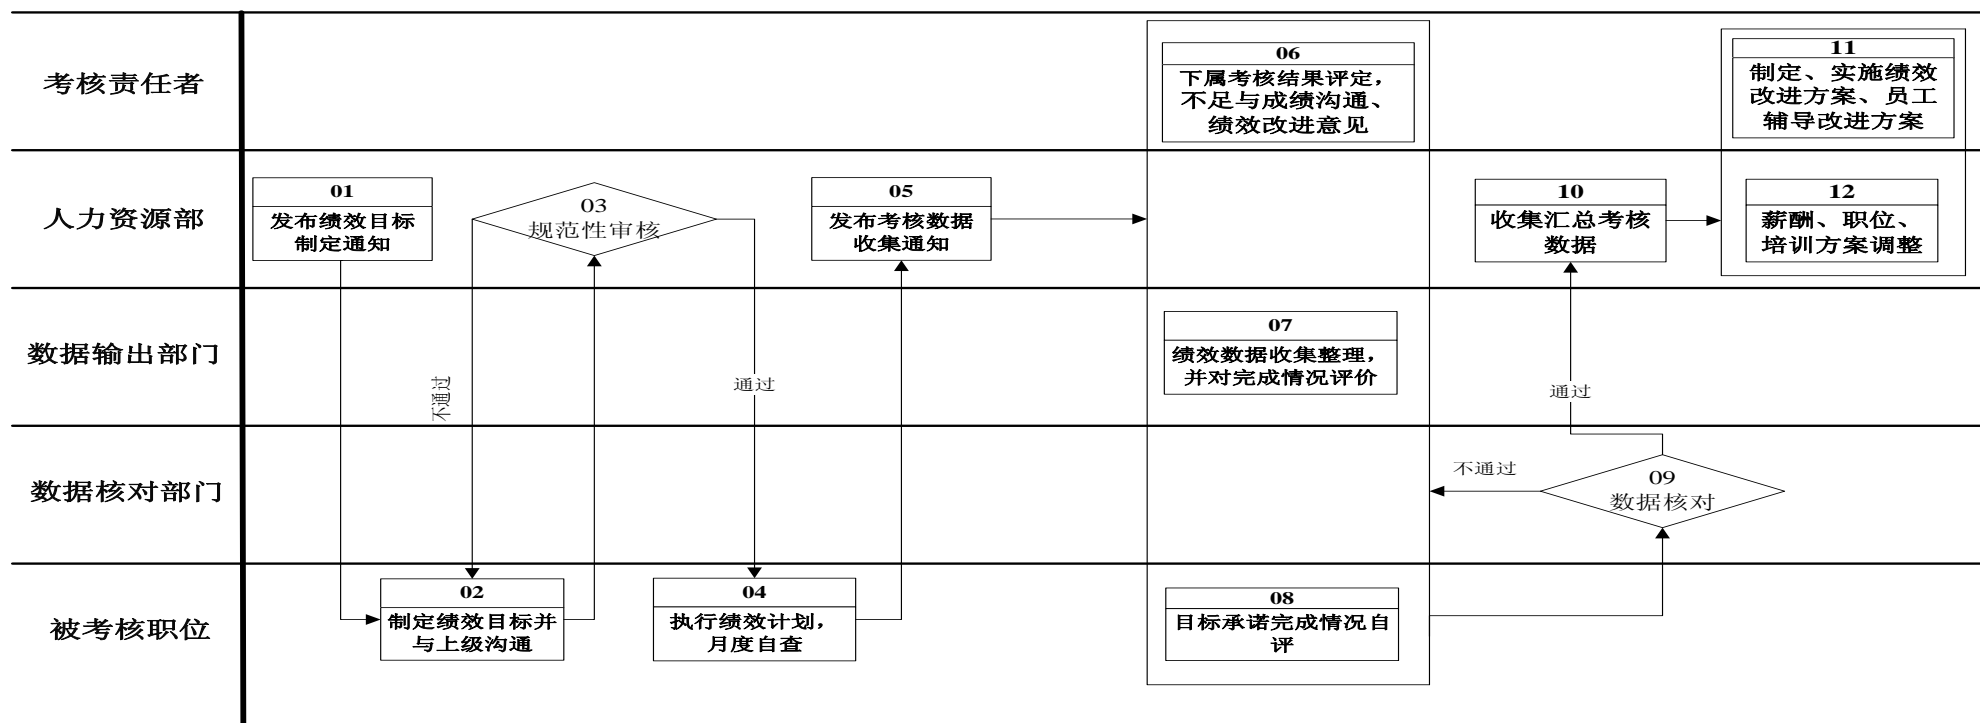 考核责任者
06
下属考核结果评定，
不足与成绩沟通、
绩效改进意见
11
制定、实施绩效
改进方案、员工
辅导改进方案
人力资源部
01
发布绩效目标
制定通知
03
规范性审核
05
发布考核数据
收集通知
10
收集汇总考核
数据
12
薪酬、职位、
培训方案调整
数据输出部门
不通过
通过
07
绩效数据收集整理，
并对完成情况评价
通过
数据核对部门
不通过
09
数据核对
被考核职位
02
制定绩效目标并
与上级沟通
04
执行绩效计划，
月度自查
08
目标承诺完成情况自
评